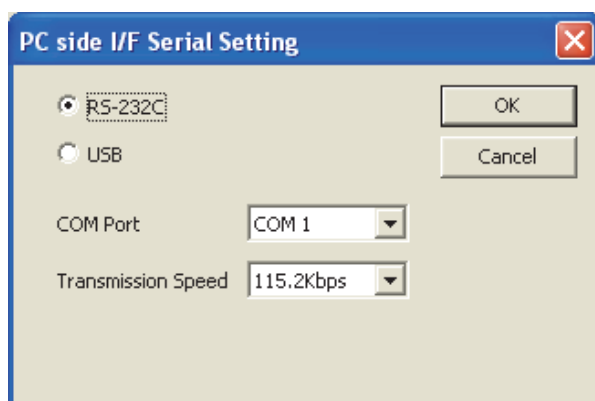 PC side I/F Serial Setting
RS-232C
OK
USB
Cancel
COM Port
COM 1
Transmission Speed
115.2Kbps